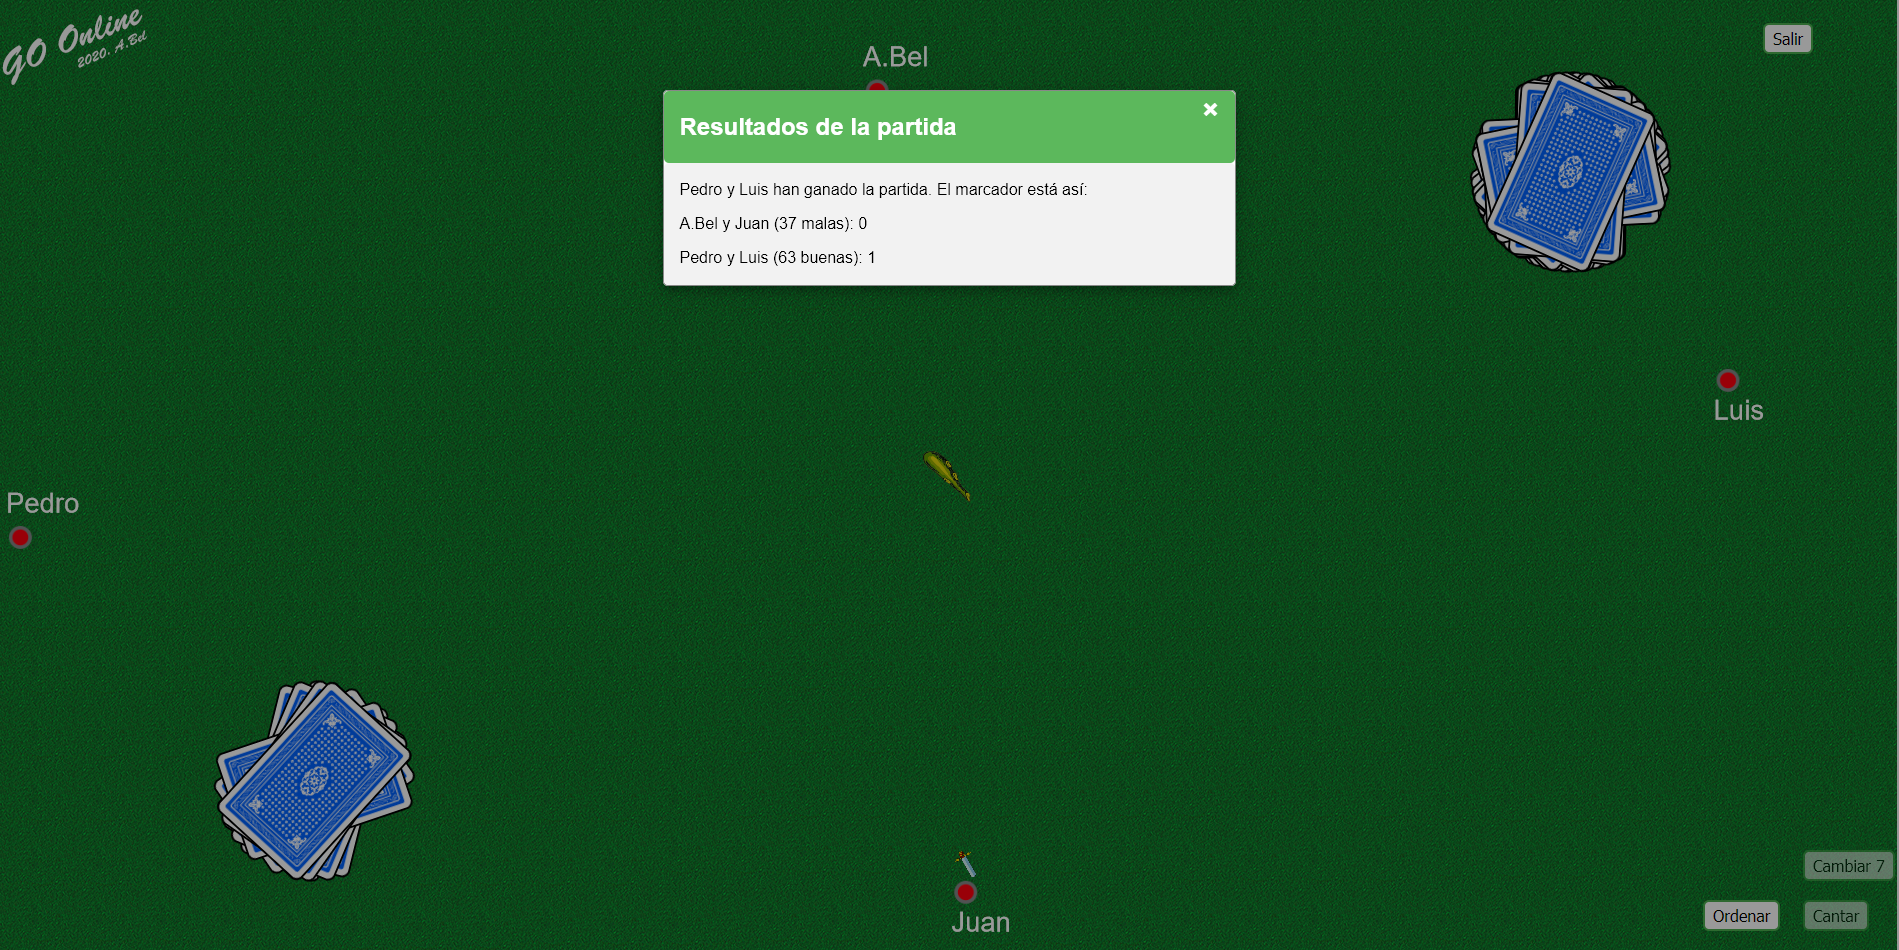 GO Online
2020. A.Bel
Salir
A.Bel
Resultados de la partida
Pedro y Luis han ganado la partida. El marcador está así:
A.Bel y Juan (37 malas): 0
Pedro y Luis (63 buenas): 1
Luis
Pedro
Cambiar 7
Ordenar
Cantar
Juan